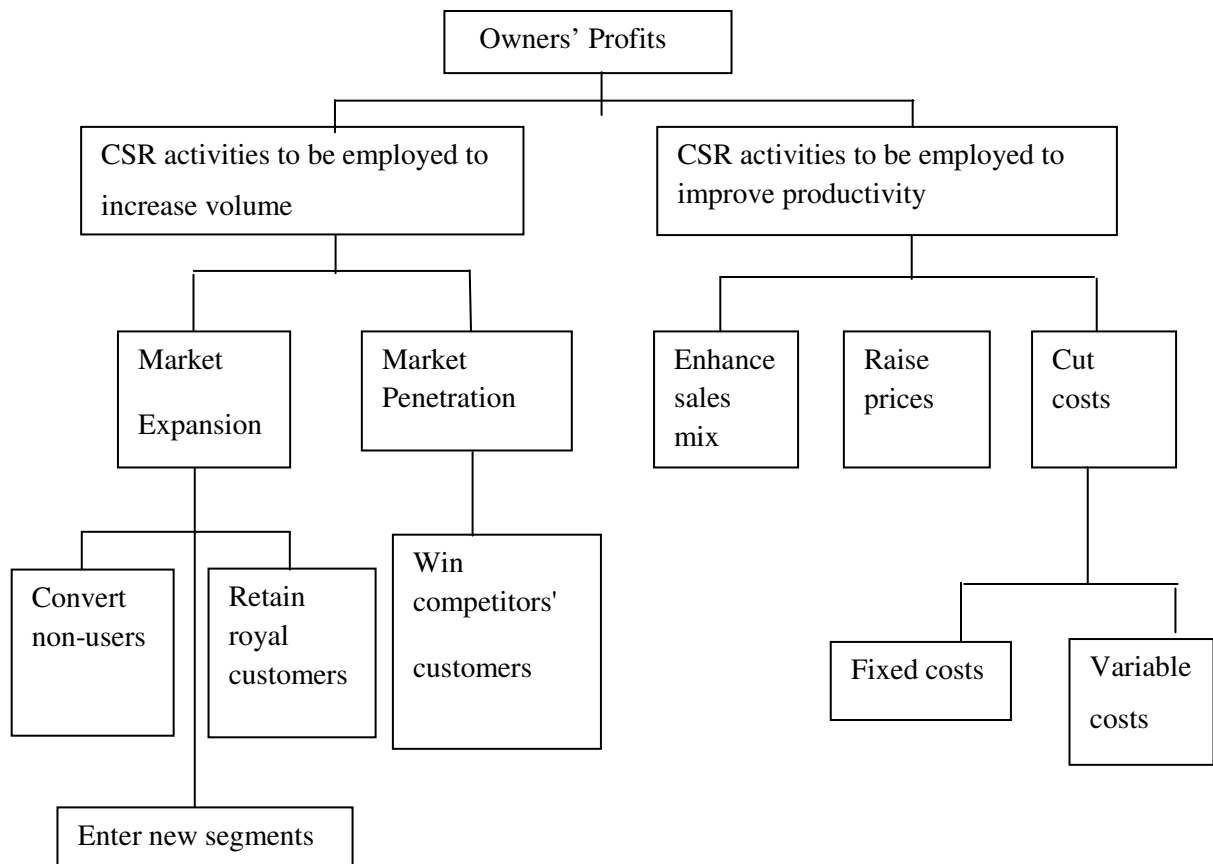 Owners’ Profits
CSR activities to be employed to
increase volume
CSR activities to be employed to
improve productivity
Market
Expansion
Market
Penetration
Enhance
sales
mix
Raise
prices
Cut
costs
Convert
non-users
Retain
royal
customers
Win
competitors'
customers
Fixed costs
Variable
costs
Enter new segments